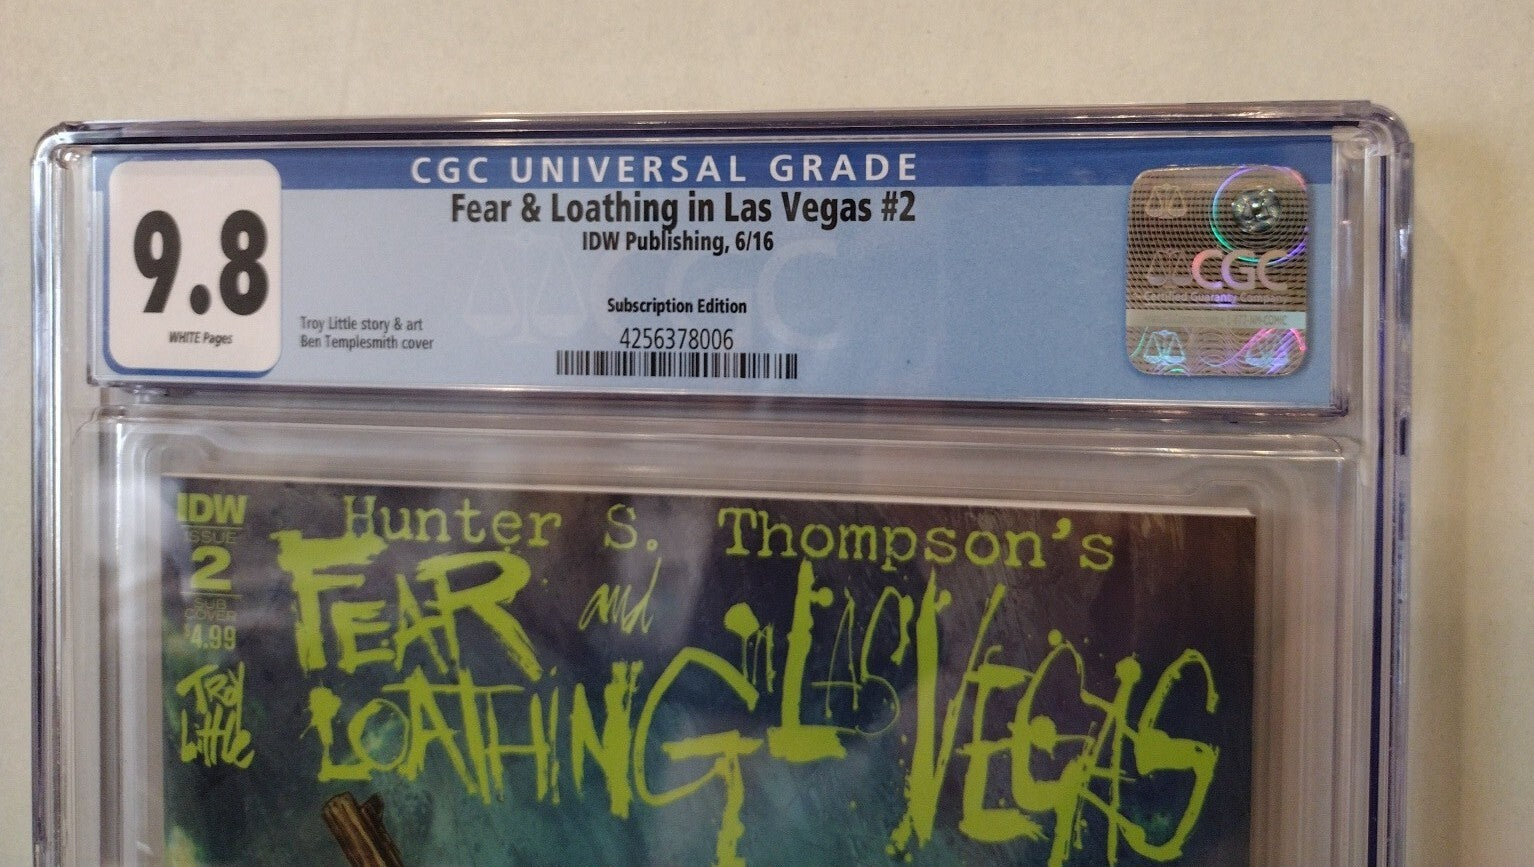 CGC UNIVERSAL GRADE
9.8
WHITE Pages
Fear & Loathing in Las Vegas #2
IDW Publishing, 6/16
Subscription Edition
Troy Little story & art
Ben Templesmith cover
4256378006
CGC
IDW
ISSUE
2
SUB
COVER
$4.99
TROY
LittLE
Hunter S. Thompson's
FEAR and
LOATHiNG in LAS VEGAS